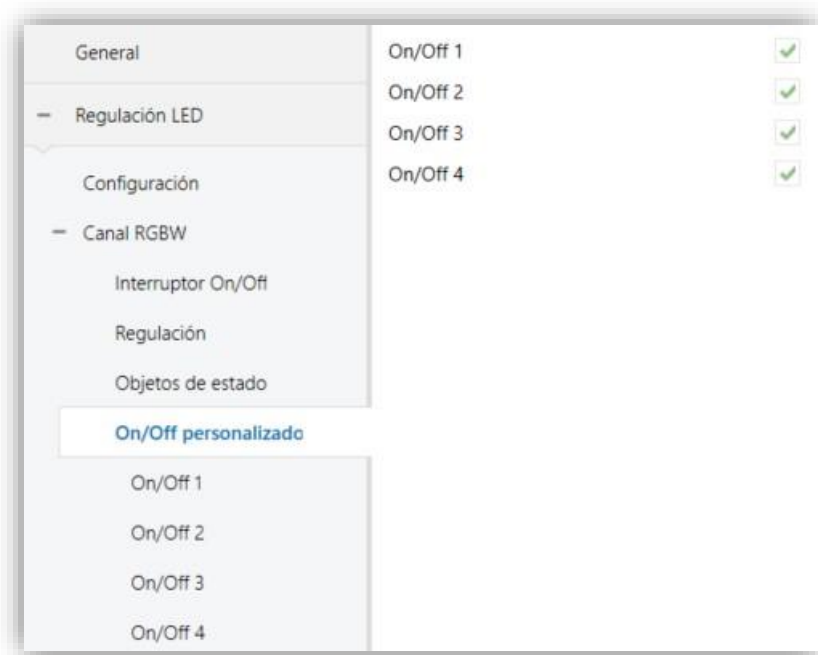 General
Regulación LED
Configuración
Canal RGBW
Interruptor On/Off
Regulación
Objetos de estado
On/Off personalizado
On/Off 1
On/Off 2
On/Off 3
On/Off 4
On/Off 1
On/Off 2
On/Off 3
On/Off 4